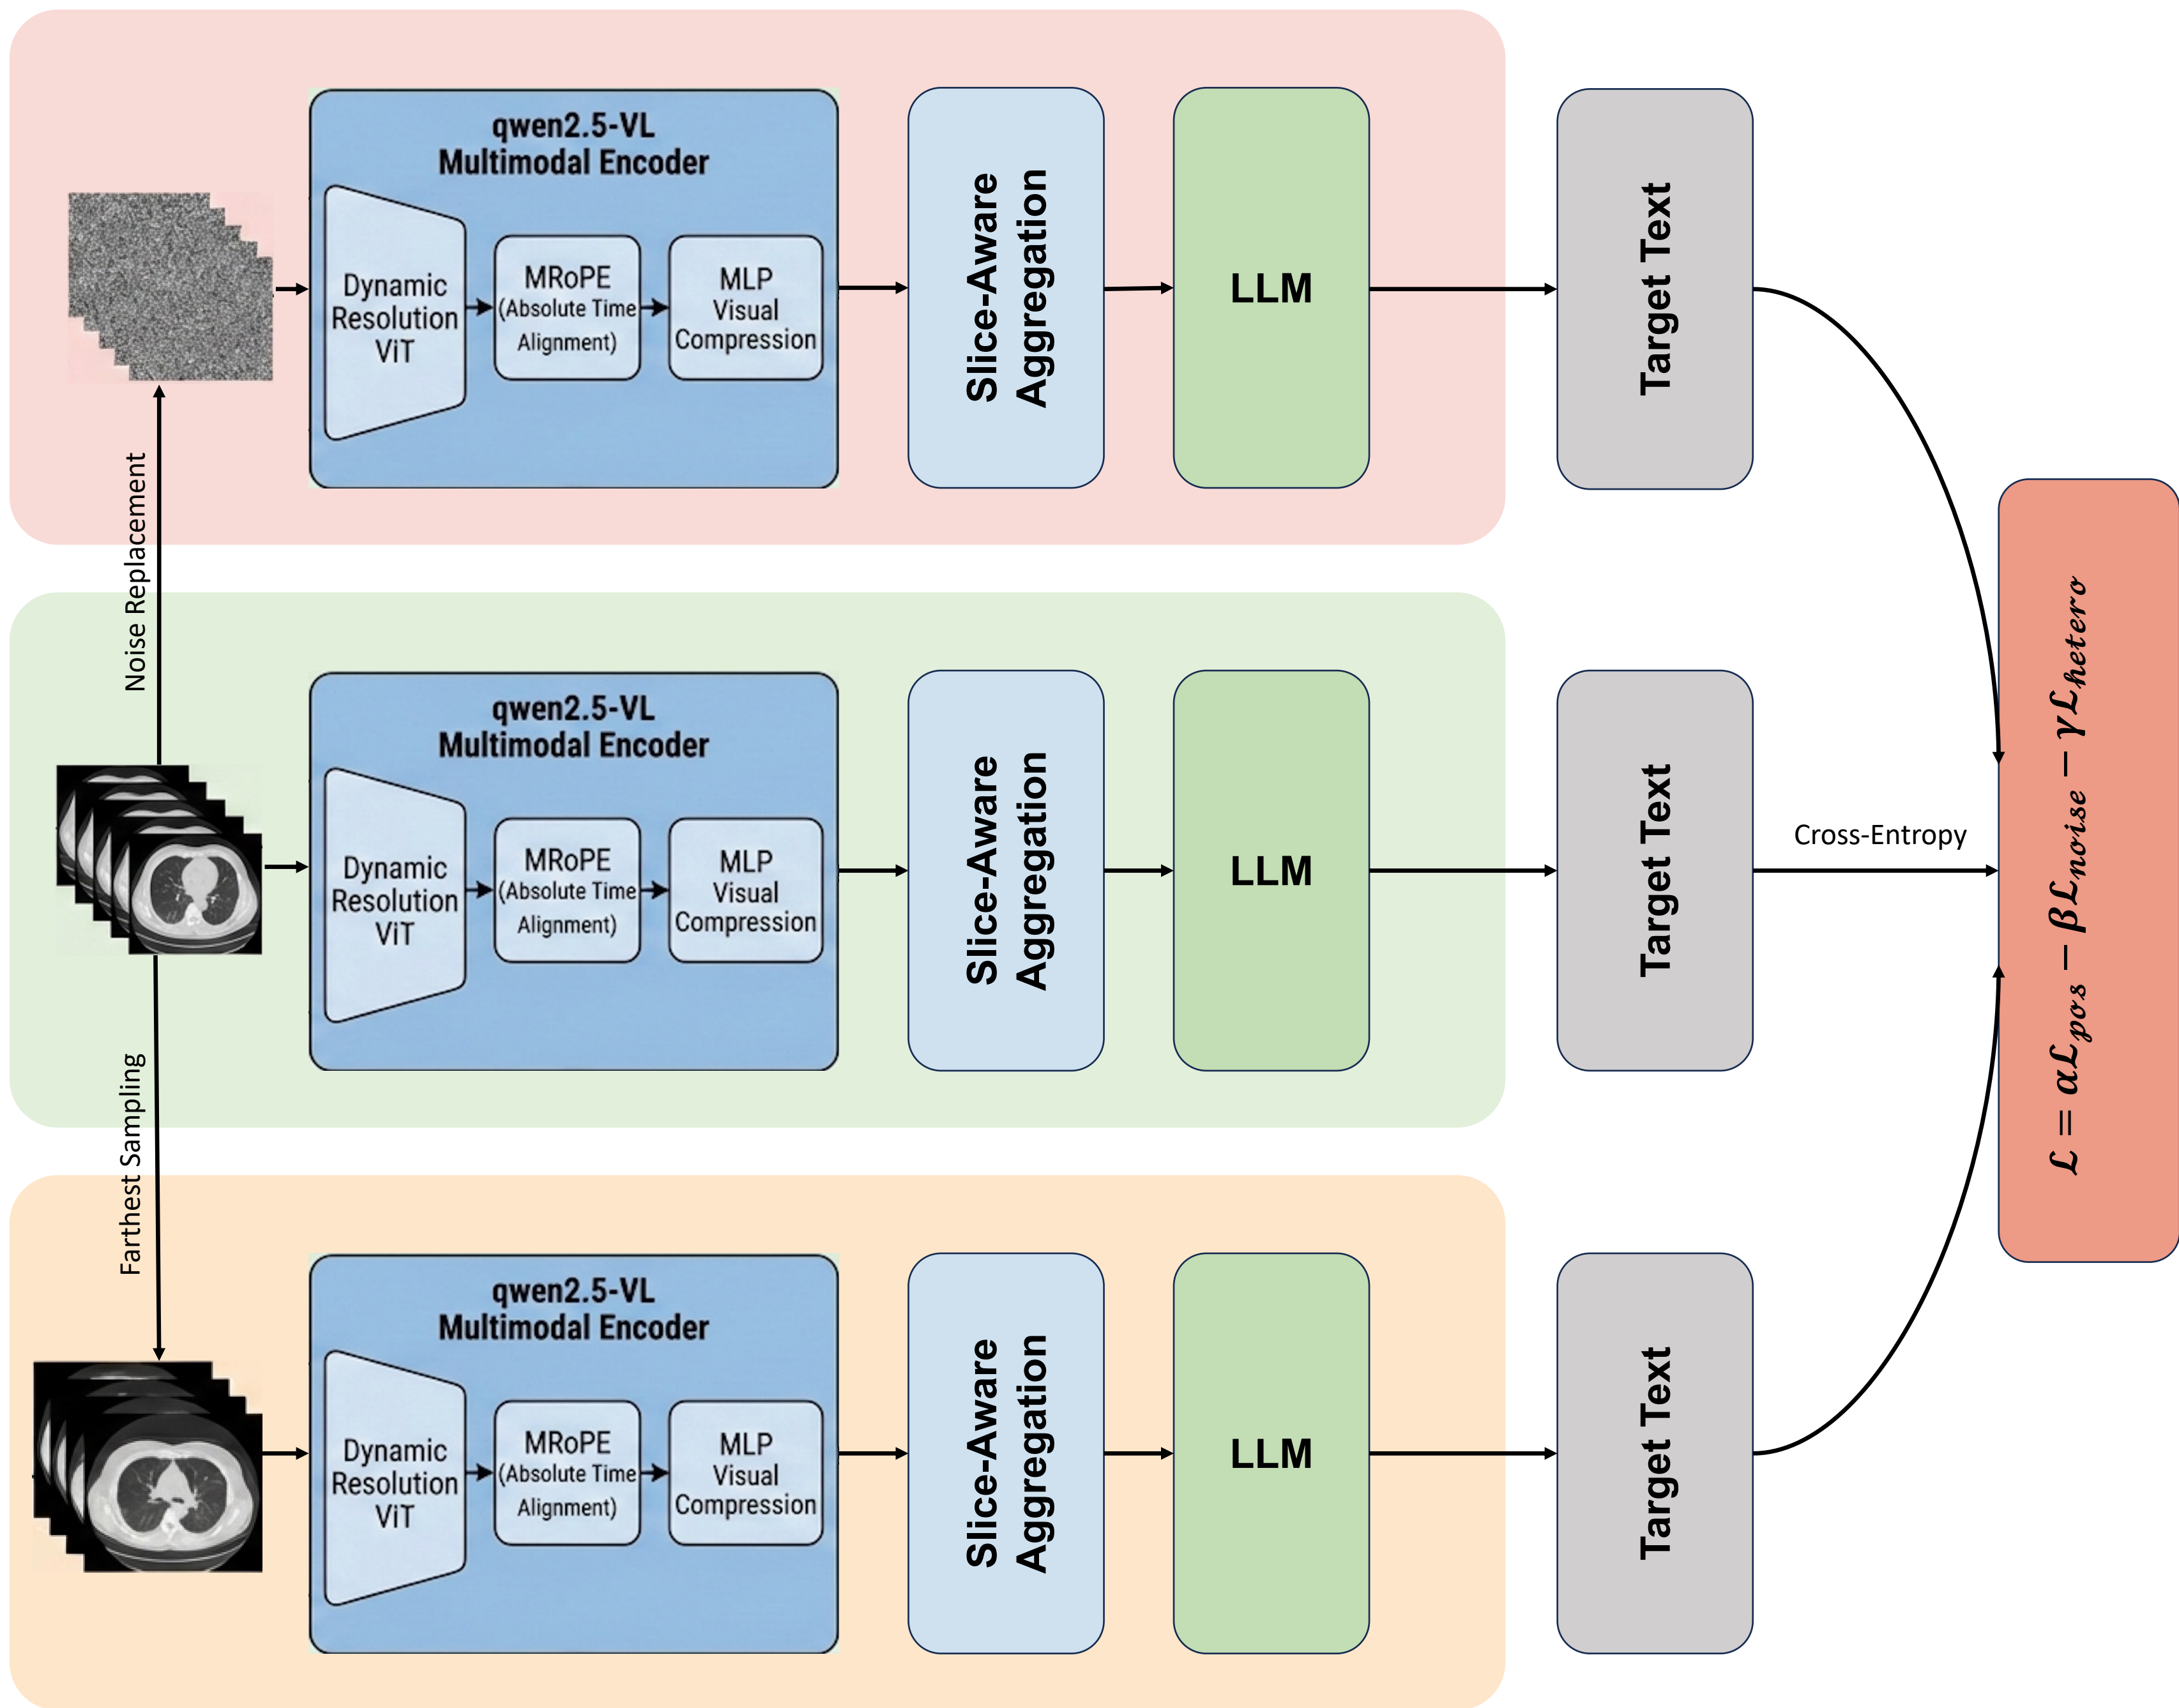 qwen2.5-VL
Multimodal Encoder
Dynamic
Resolution
ViT
MRoPE
(Absolute Time
Alignment)
MLP
Visual
Compression
Slice-Aware
Aggregation
LLM
Target Text
Noise Replacement
qwen2.5-VL
Multimodal Encoder
Dynamic
Resolution
ViT
MRoPE
(Absolute Time
Alignment)
MLP
Visual
Compression
Slice-Aware
Aggregation
LLM
Target Text
Cross-Entropy
ℒ = αℒ_pos − βℒ_noise − γℒ_hetero
Farthest Sampling
qwen2.5-VL
Multimodal Encoder
Dynamic
Resolution
ViT
MRoPE
(Absolute Time
Alignment)
MLP
Visual
Compression
Slice-Aware
Aggregation
LLM
Target Text